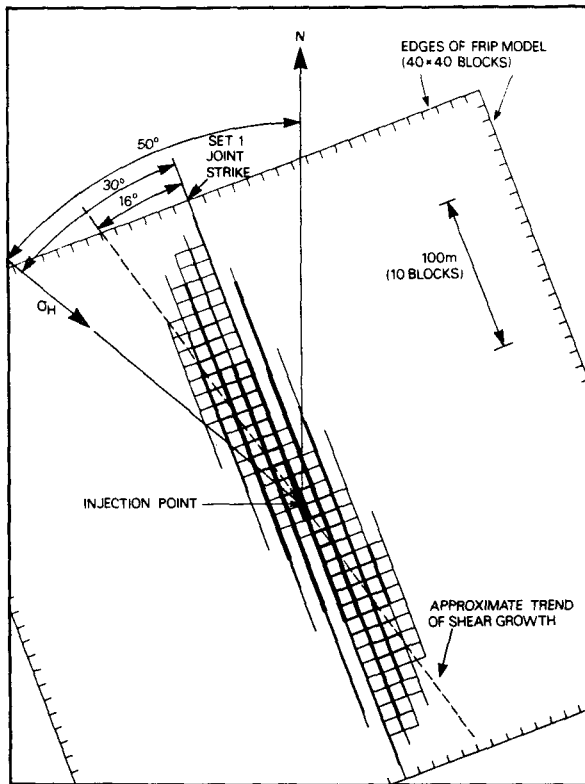 N
EDGES OF FRIP MODEL
(40×40 BLOCKS)
50°
SET 1
JOINT
STRIKE
30°
16°
100m
(10 BLOCKS)
σH
INJECTION POINT
APPROXIMATE TREND
OF SHEAR GROWTH